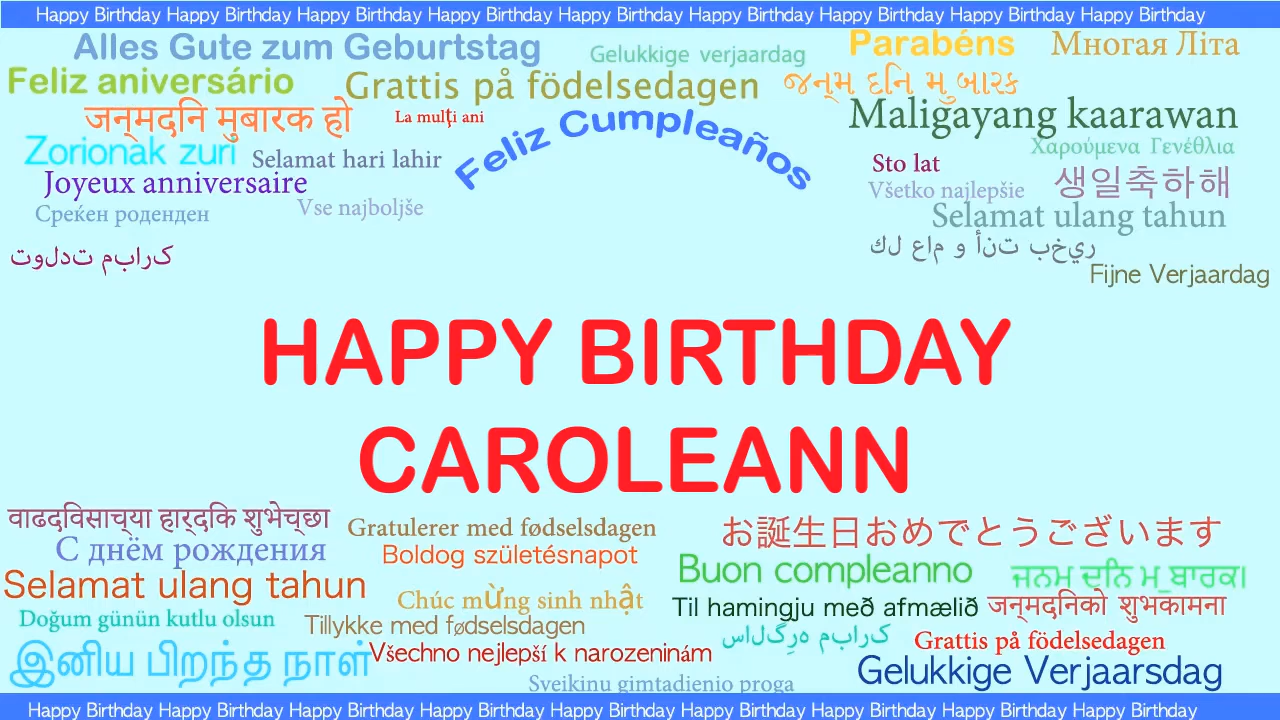 Happy Birthday Happy Birthday Happy Birthday Happy Birthday Happy Birthday Happy Birthday Happy Birthday Happy Birthday Happy Birthday
Alles Gute zum Geburtstag
Gelukkige verjaardag
Parabéns
Многая Літа
Feliz aniversário
Grattis på födelsedagen
જન્મ દનિ મુ બારક
जन्मदनि मुबारक हो
La mulţi ani
Feliz Cumpleaños
Maligayang kaarawan
Zorionak zuri
Selamat hari lahir
Sto lat
Χαρούμενα Γενέθλια
Joyeux anniversaire
Všetko najlepšie
생일축하해
Среќен роденден
Vse najboljše
Selamat ulang tahun
تولدت مبارک
كل عام و أنت بخير
Fijne Verjaardag
HAPPY BIRTHDAY
CAROLEANN
वाढदविसाच्या हार्दकि शुभेच्छा
Gratulerer med fødselsdagen
お誕生日おめでとうございます
С днём рождения
Boldog születésnapot
Buon compleanno
ਜਨਮ ਦਨਿ ਮੁ ਬਾਰਕ।
Selamat ulang tahun
Chúc mừng sinh nhật
Til hamingju með afmælið
जन्मदनिको शुभकामना
Doğum günün kutlu olsun
Tillykke med fødselsdagen
سالگرہ مبارک
Grattis på födelsedagen
இனிய பிறந்த நாள்
Všechno nejlepší k narozeninám
Gelukkige Verjaarsdag
Sveikinu gimtadienio proga
Happy Birthday Happy Birthday Happy Birthday Happy Birthday Happy Birthday Happy Birthday Happy Birthday Happy Birthday Happy Birthday